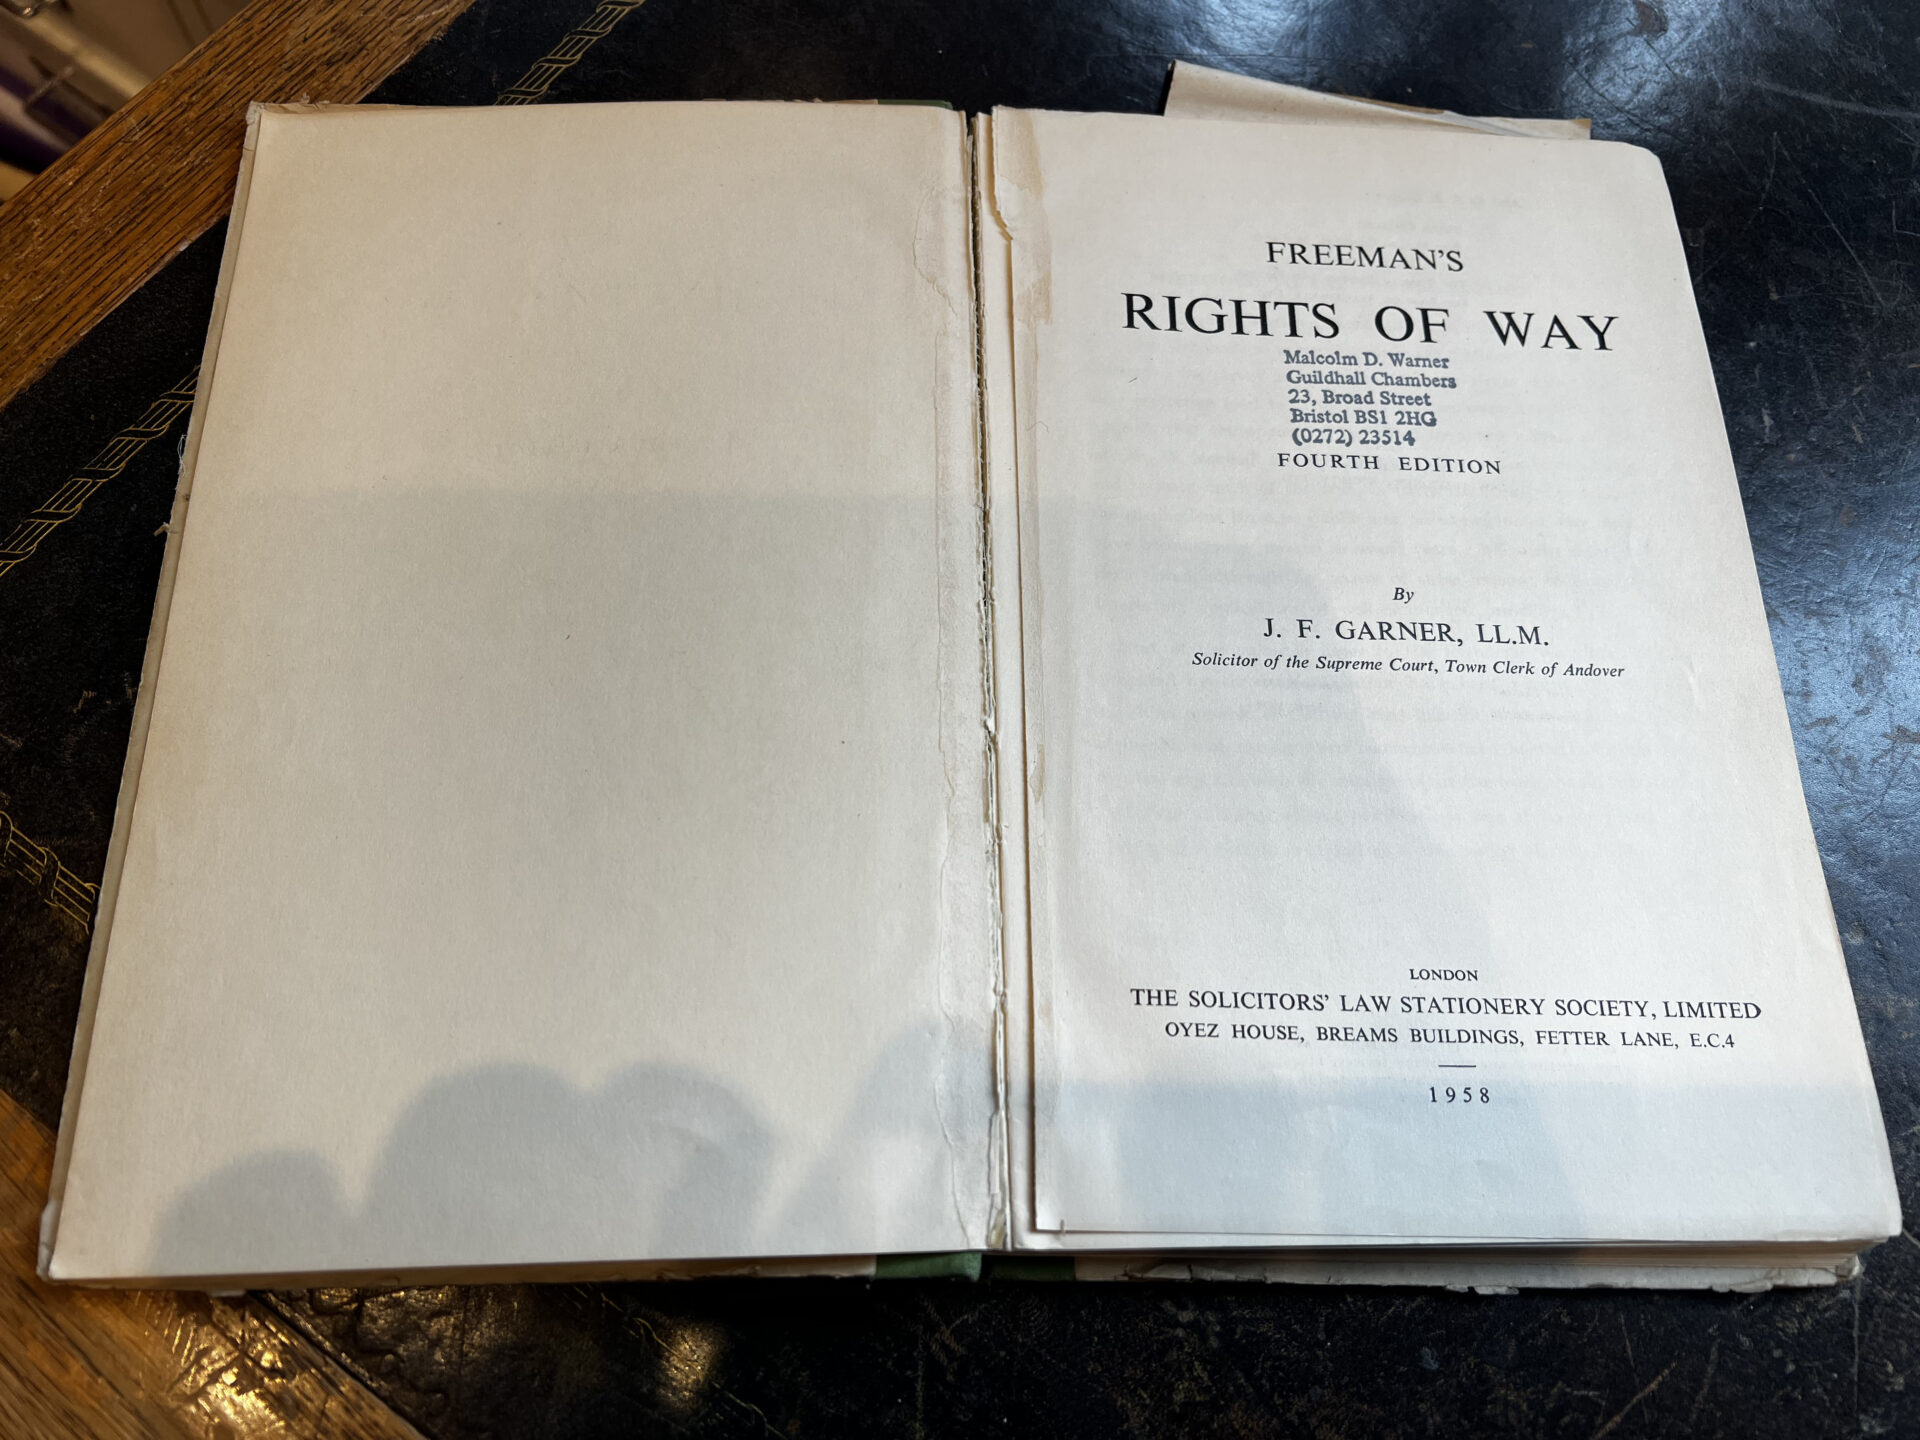 FREEMAN'S
RIGHTS OF WAY
Malcolm D. Warner
Guildhall Chambers
23, Broad Street
Bristol BS1 2HG
(0272) 23514
FOURTH EDITION
By
J. F. GARNER, LL.M.
Solicitor of the Supreme Court, Town Clerk of Andover
LONDON
THE SOLICITORS' LAW STATIONERY SOCIETY, LIMITED
OYEZ HOUSE, BREAMS BUILDINGS, FETTER LANE, E.C.4
1958